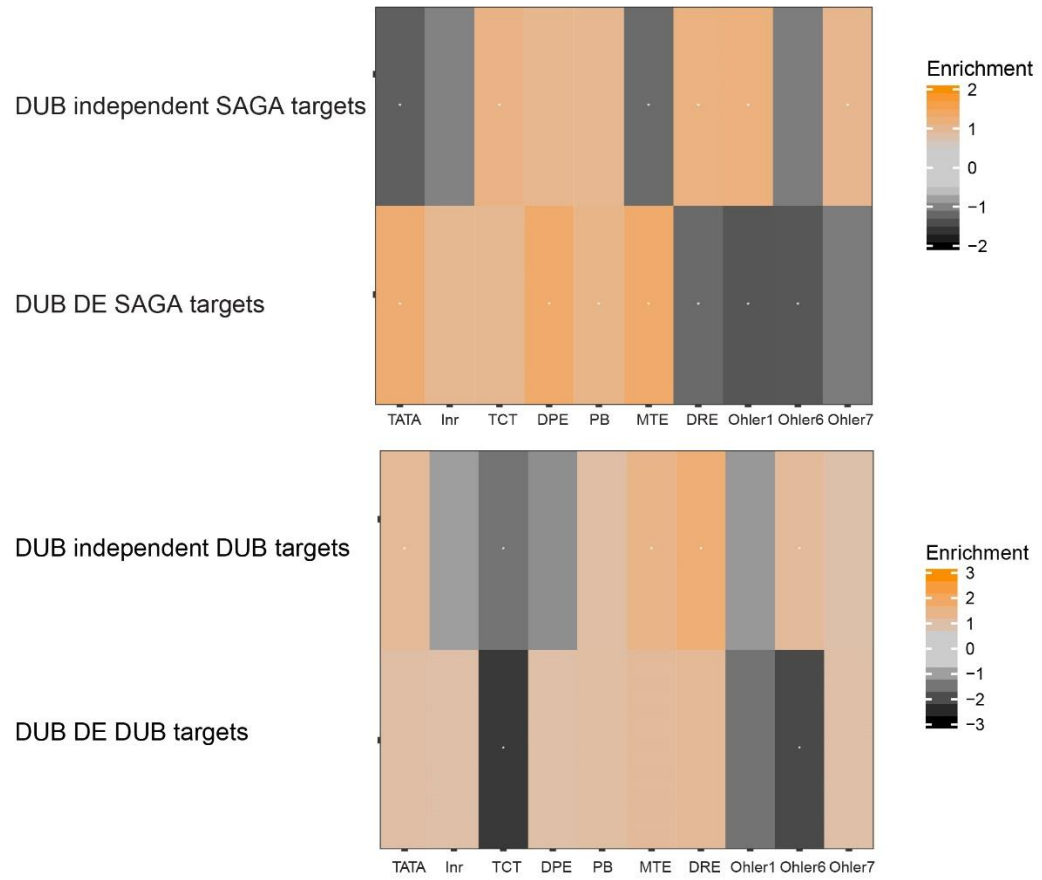 Enrichment
2
DUB independent SAGA targets
1
0
−1
−2
DUB DE SAGA targets
TATA Inr TCT DPE PB MTE DRE Ohler1 Ohler6 Ohler7
DUB independent DUB targets
Enrichment
3
2
1
0
−1
−2
−3
DUB DE DUB targets
TATA Inr TCT DPE PB MTE DRE Ohler1 Ohler6 Ohler7